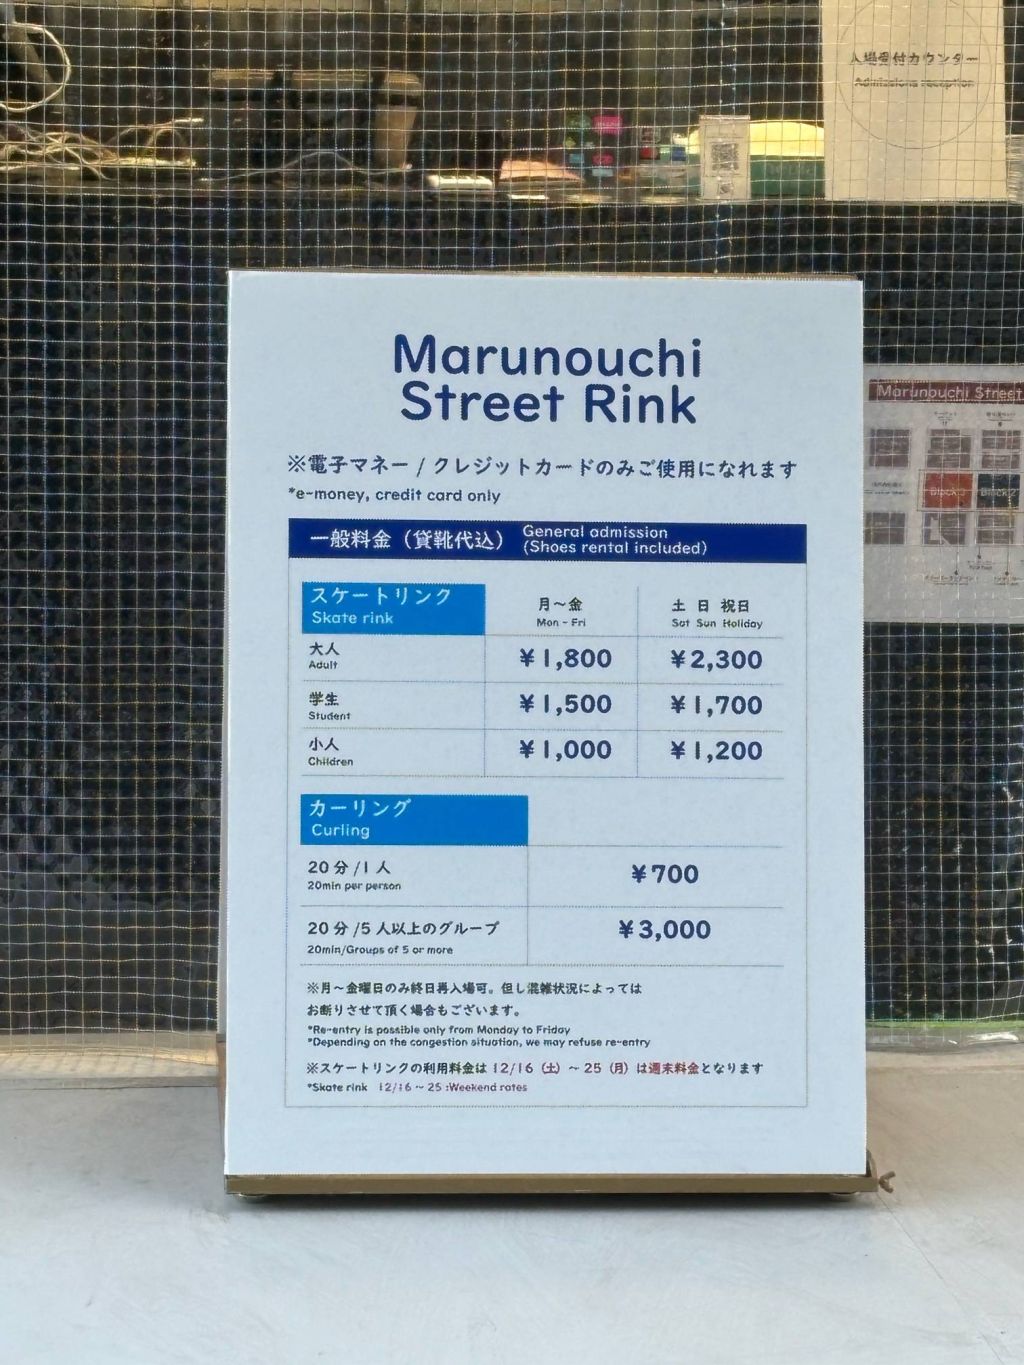 入場受付カウンター
Admissions reception
Marunouchi
Street Rink
※電子マネー / クレジットカードのみご使用になれます
*e-money, credit card only
一般料金（貸靴代込） General admission
(Shoes rental included)
スケートリンク
Skate rink
月～金 土 日 祝日
Mon - Fri Sat Sun Holiday
大人
Adult
¥1,800 ¥2,300
学生
Student
¥1,500 ¥1,700
小人
Children
¥1,000 ¥1,200
カーリング
Curling
20分/1人
20min per person
¥700
20分/5人以上のグループ
20min/Groups of 5 or more
¥3,000
※月～金曜日のみ終日再入場可。但し混雑状況によっては
お断りさせて頂く場合もございます。
*Re-entry is possible only from Monday to Friday
*Depending on the congestion situation, we may refuse re-entry
※スケートリンクの利用料金は 12/16（土）～25（月）は週末料金となります
*Skate rink 12/16 ~ 25 :Weekend rates
Marunouchi Street
Block 3
Block 2